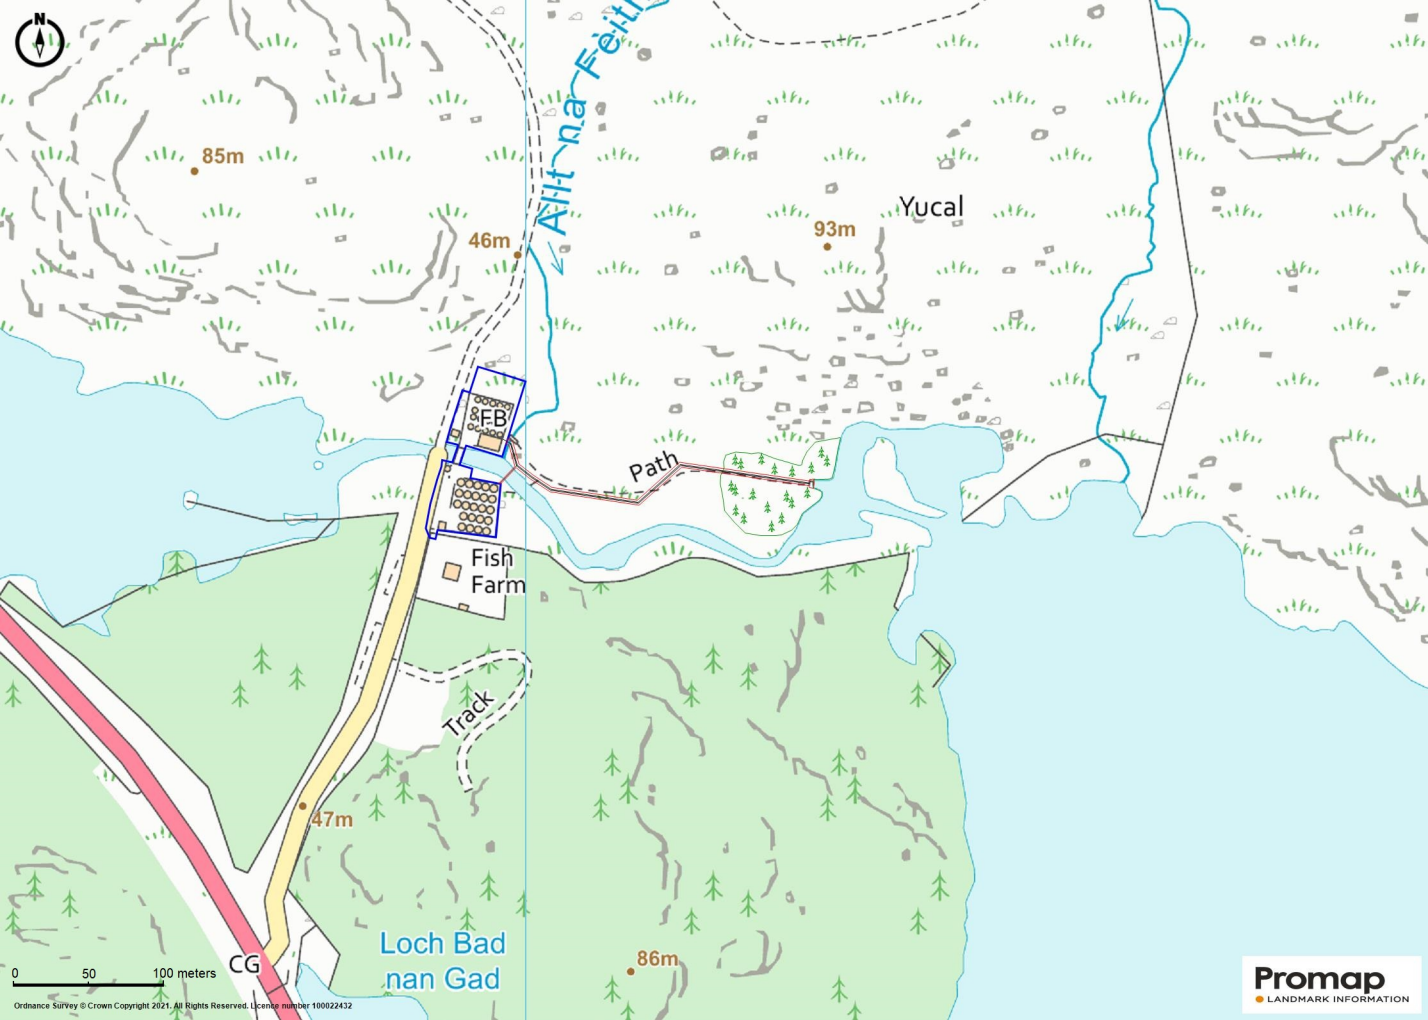 N
Allt na Fèith
85m
Yucal
93m
46m
FB
Path
Fish
Farm
Track
47m
Loch Bad
nan Gad
CG
86m
0 50 100 meters
Ordnance Survey © Crown Copyright 2021. All Rights Reserved. Licence number 100022432
Promap
LANDMARK INFORMATION